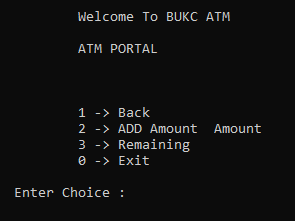 Welcome To BUKC ATM
ATM PORTAL
1 -> Back
2 -> ADD Amount  Amount
3 -> Remaining
0 -> Exit
Enter Choice :